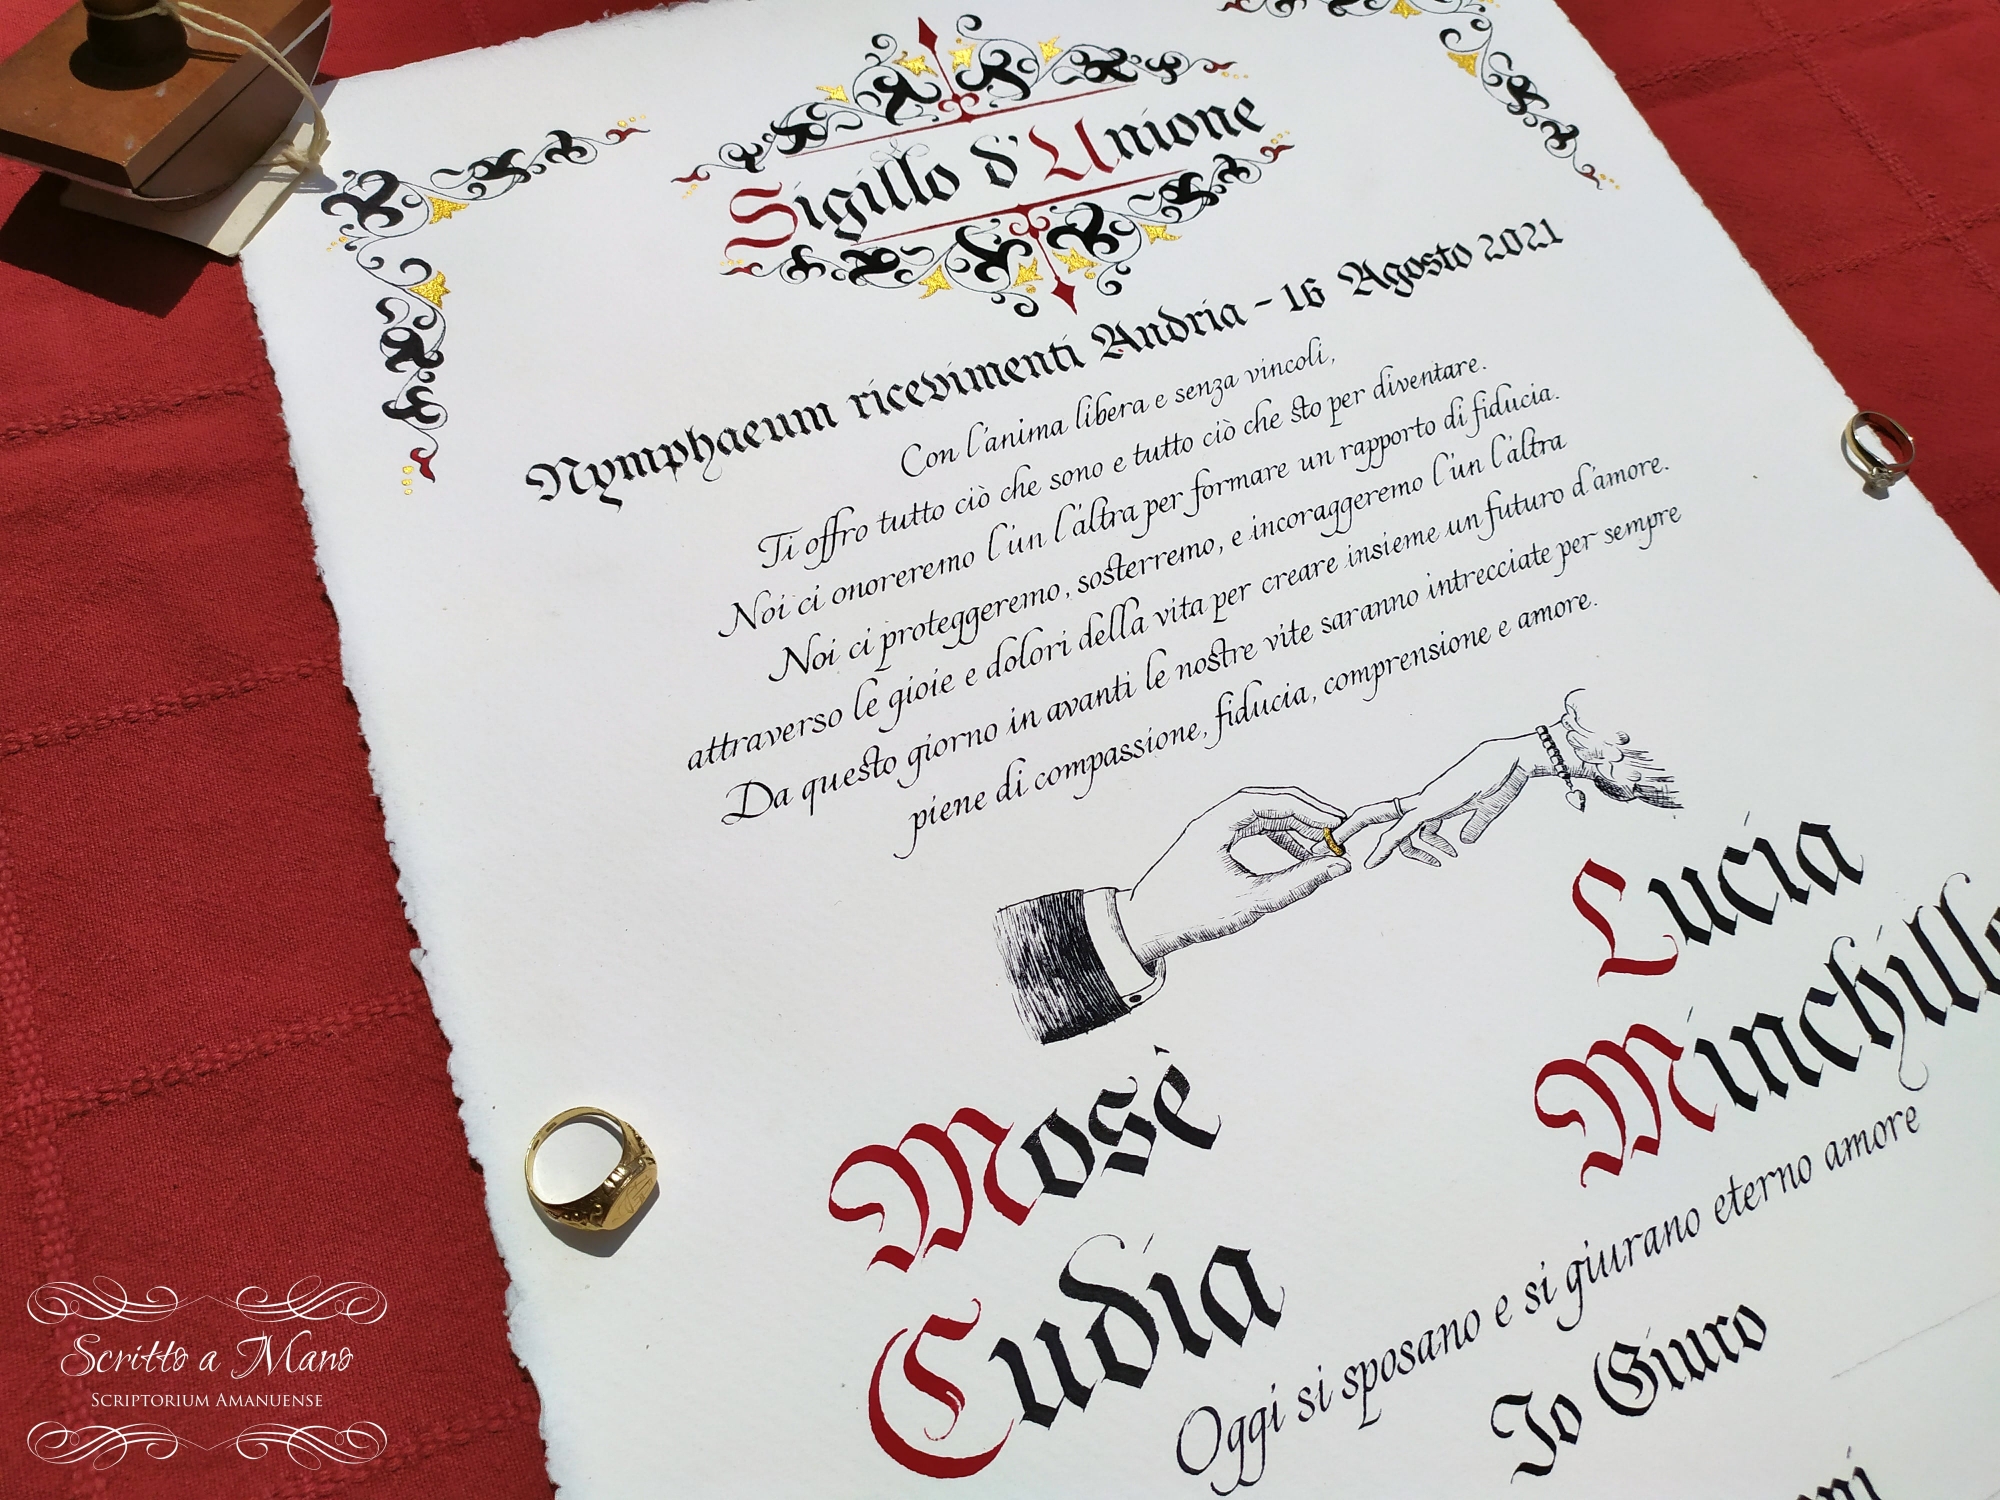 Sigillo d'Unione
Nymphaeum ricevimenti Andria - 16 Agosto 2021
Con l'anima libera e senza vincoli,
Ti offro tutto ciò che sono e tutto ciò che sto per diventare.
Noi ci onoreremo l'un l'altra per formare un rapporto di fiducia.
Noi ci proteggeremo, sosterremo, e incoraggeremo l'un l'altra
attraverso le gioie e dolori della vita per creare insieme un futuro d'amore.
Da questo giorno in avanti le nostre vite saranno intrecciate per sempre
piene di compassione, fiducia, comprensione e amore.
Mosè
Cudia
Lucia
Minchillo
Oggi si sposano e si giurano eterno amore
Io Giuro
Scritto a Mano
SCRIPTORIUM AMANUENSE